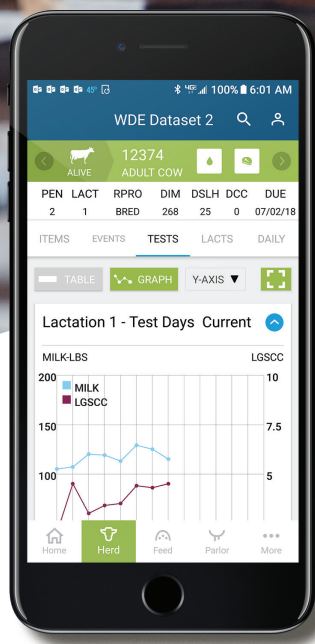 45°
4G 100% 6:01 AM
WDE Dataset 2
12374
ALIVE
ADULT COW
PEN LACT RPRO DIM DSLH DCC DUE
2 1 BRED 268 25 0 07/02/18
ITEMS EVENTS TESTS LACTS DAILY
TABLE GRAPH Y-AXIS ▼
Lactation 1 - Test Days Current
MILK-LBS LGSCC
200 10
MILK
LGSCC
150 7.5
100 5
Home Herd Feed Parlor More